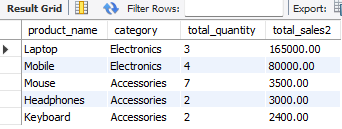 Result Grid Filter Rows: Export:
product_name category total_quantity total_sales2
Laptop Electronics 3 165000.00
Mobile Electronics 4 80000.00
Mouse Accessories 7 3500.00
Headphones Accessories 2 3000.00
Keyboard Accessories 2 2400.00